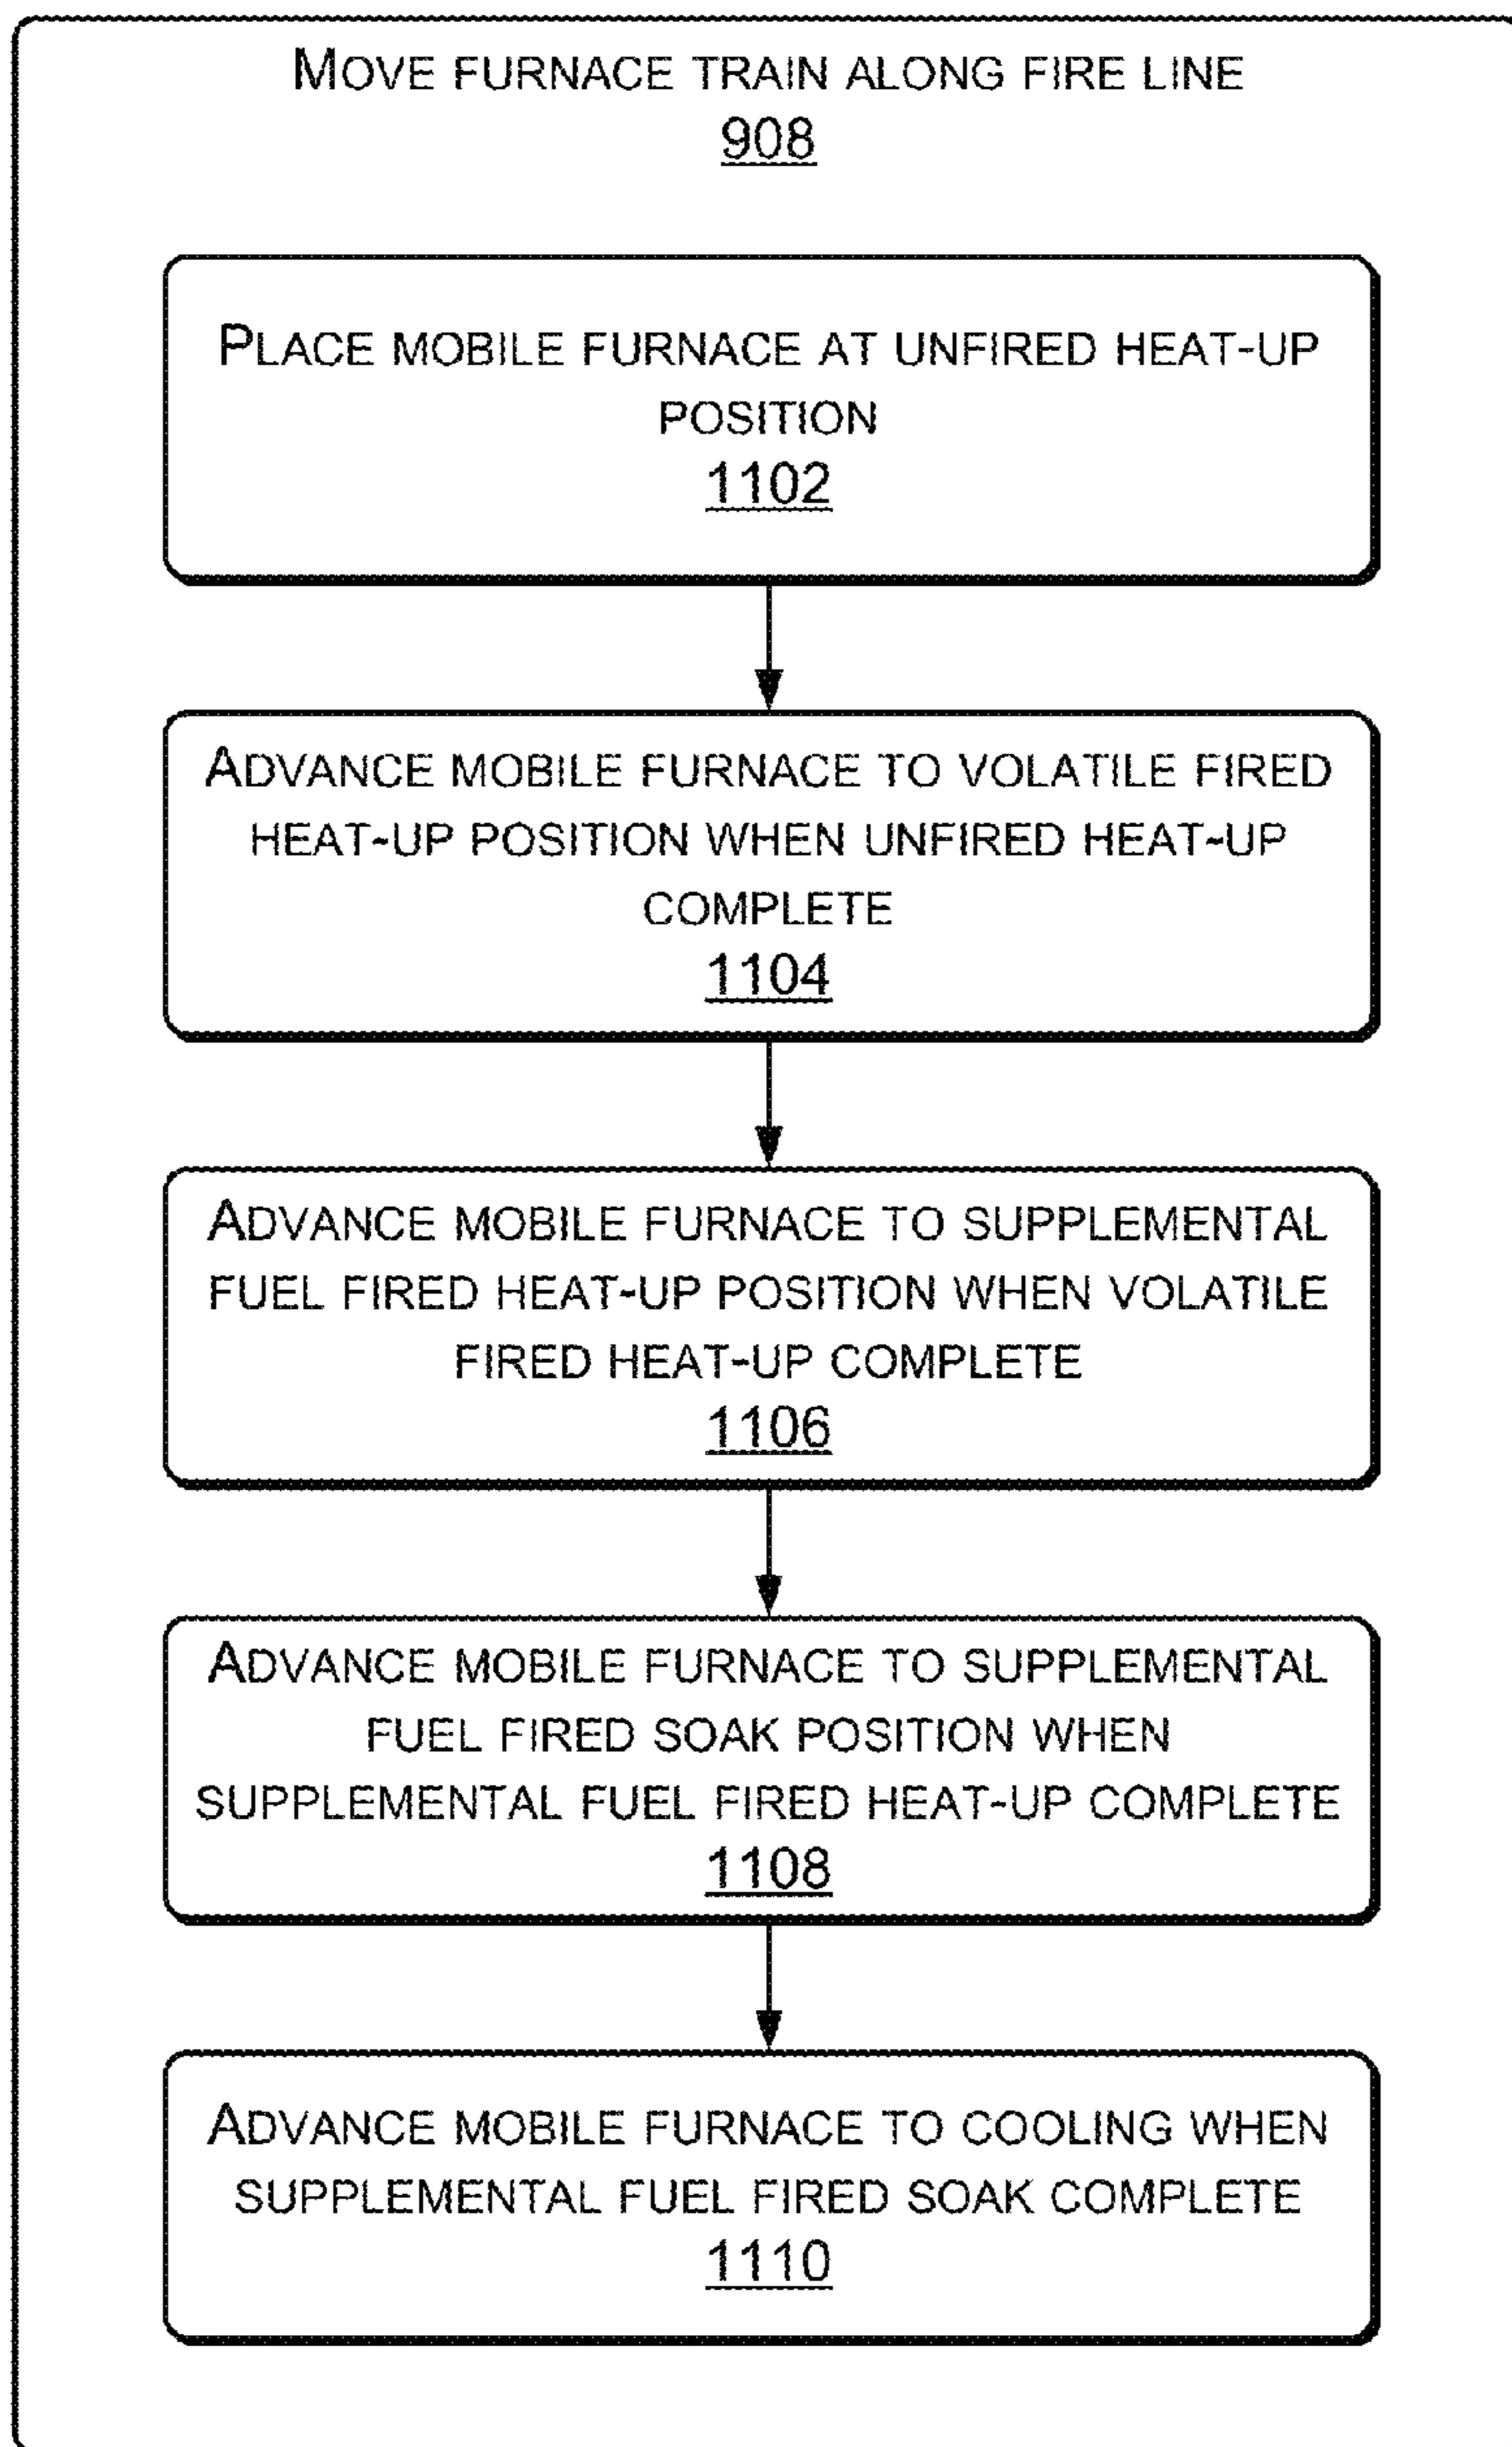 MOVE FURNACE TRAIN ALONG FIRE LINE
908
PLACE MOBILE FURNACE AT UNFIRED HEAT-UP
POSITION
1102
ADVANCE MOBILE FURNACE TO VOLATILE FIRED
HEAT-UP POSITION WHEN UNFIRED HEAT-UP
COMPLETE
1104
ADVANCE MOBILE FURNACE TO SUPPLEMENTAL
FUEL FIRED HEAT-UP POSITION WHEN VOLATILE
FIRED HEAT-UP COMPLETE
1106
ADVANCE MOBILE FURNACE TO SUPPLEMENTAL
FUEL FIRED SOAK POSITION WHEN
SUPPLEMENTAL FUEL FIRED HEAT-UP COMPLETE
1108
ADVANCE MOBILE FURNACE TO COOLING WHEN
SUPPLEMENTAL FUEL FIRED SOAK COMPLETE
1110